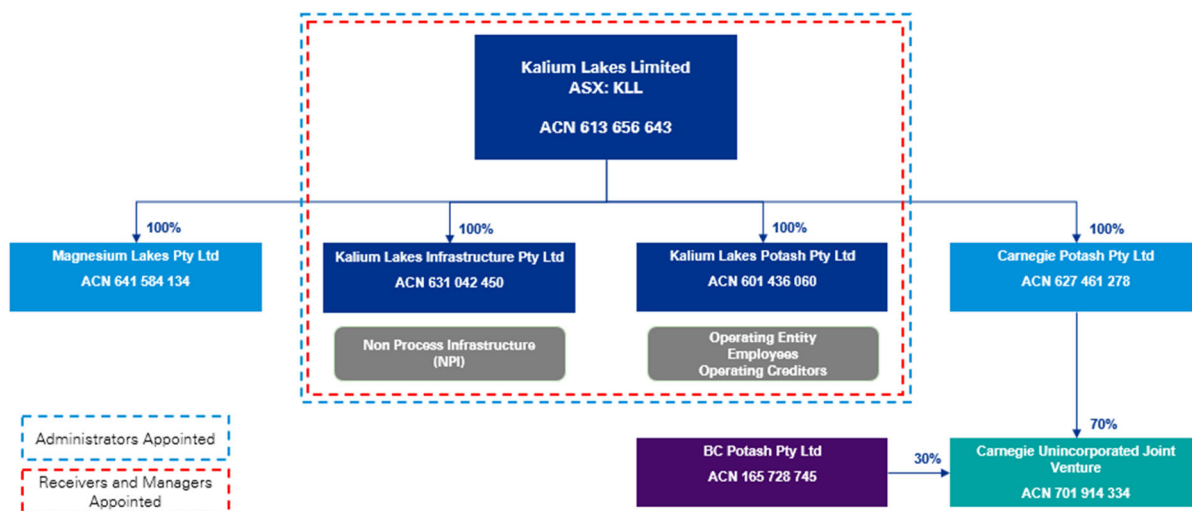 Kalium Lakes Limited
ASX: KLL
ACN 613 656 643
100%
100%
100%
100%
Magnesium Lakes Pty Ltd
ACN 641 584 134
Kalium Lakes Infrastructure Pty Ltd
ACN 631 042 450
Kalium Lakes Potash Pty Ltd
ACN 601 436 060
Carnegie Potash Pty Ltd
ACN 627 461 278
Non Process Infrastructure
(NPI)
Operating Entity
Employees
Operating Creditors
Administrators Appointed
Receivers and Managers
Appointed
BC Potash Pty Ltd
ACN 165 728 745
30%
70%
Carnegie Unincorporated Joint
Venture
ACN 701 914 334